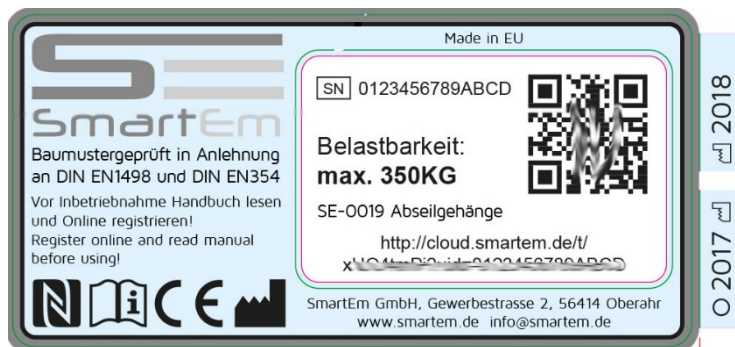 Made in EU
SE
SmartEm
Baumustergeprüft in Anlehnung
an DIN EN1498 und DIN EN354
Vor Inbetriebnahme Handbuch lesen
und Online registrieren!
Register online and read manual
before using!
CE
SN 0123456789ABCD
Belastbarkeit:
max. 350KG
SE-0019 Abseilgehänge
http://cloud.smartem.de/t/
SmartEm GmbH, Gewerbestrasse 2, 56414 Oberahr
www.smartem.de info@smartem.de
2018
2017